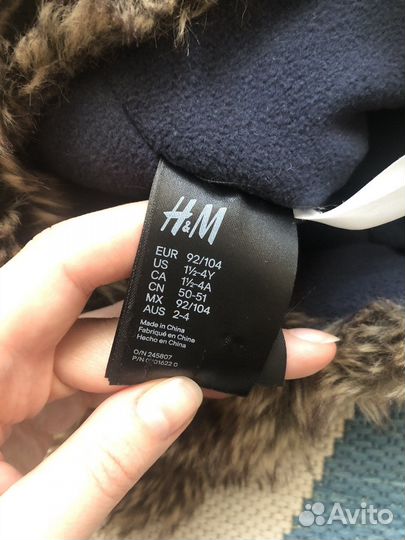 H&M
EUR 92/104
US 1½-4Y
CA 1½-4A
CN 50-51
MX 92/104
AUS 2-4
Made in China
Fabriqué en Chine
Hecho en China
O/N 245807
P/N
Avito